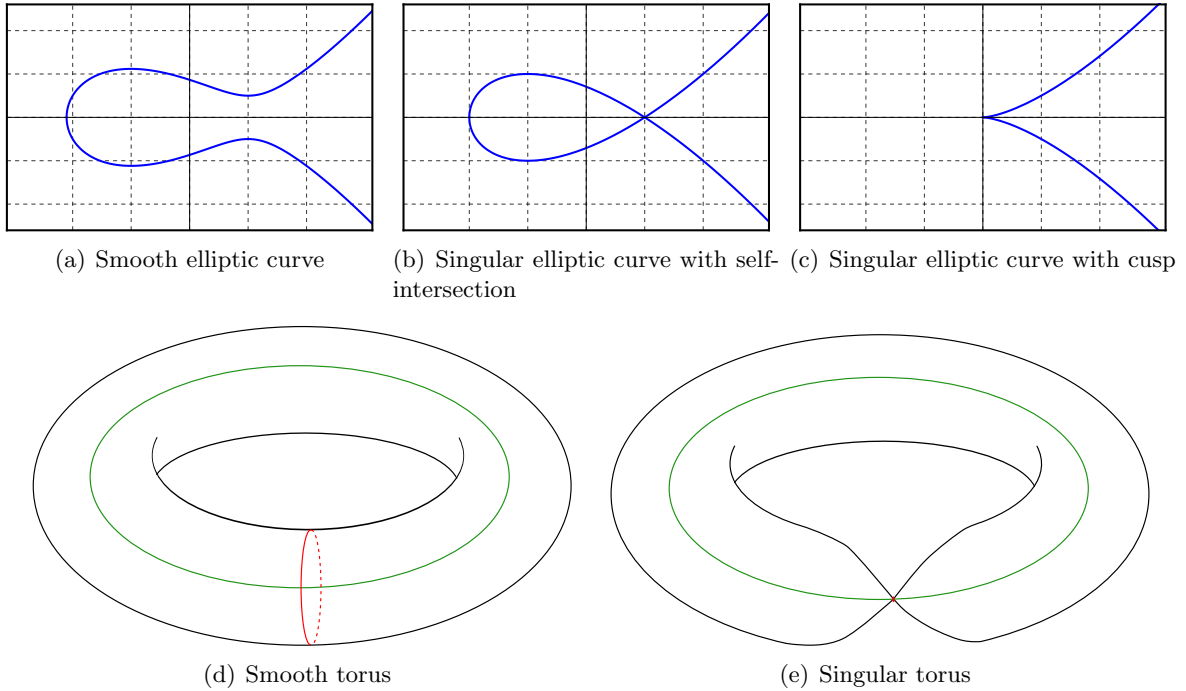 (a) Smooth elliptic curve
(b) Singular elliptic curve with self-
intersection
(c) Singular elliptic curve with cusp
(d) Smooth torus
(e) Singular torus